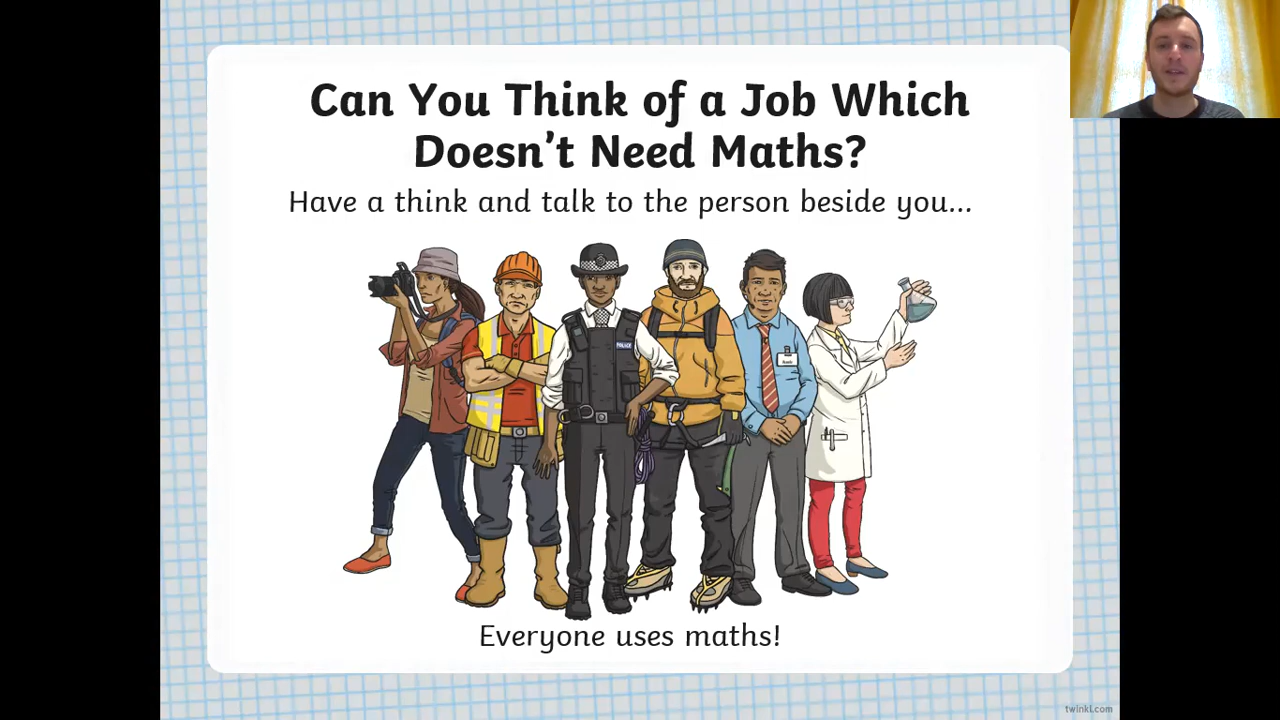 Can You Think of a Job Which
Doesn't Need Maths?
Have a think and talk to the person beside you...
POLICE
Everyone uses maths!
twinkl.com